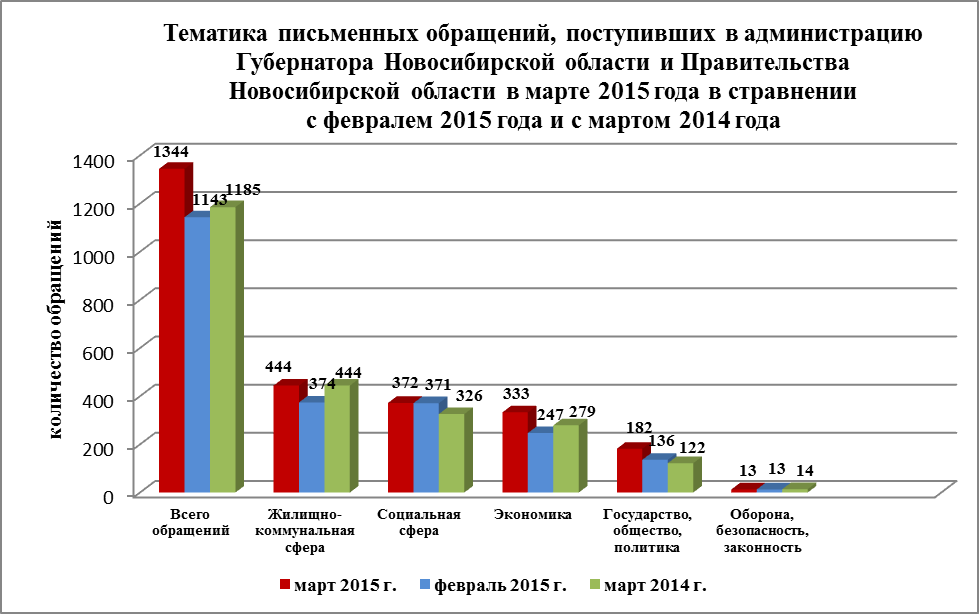 Тематика письменных обращений, поступивших в администрацию
Губернатора Новосибирской области и Правительства
Новосибирской области в марте 2015 года в стравнении
с февралем 2015 года и с мартом 2014 года
количество обращений
1400
1200
1000
800
600
400
200
0
1344
1143
1185
444
374
444
372
371
326
333
247
279
182
136
122
13
13
14
Всего
обращений
Жилищно-
коммунальная
сфера
Социальная
сфера
Экономика
Государство,
общество,
политика
Оборона,
безопасность,
законность
март 2015 г.
февраль 2015 г.
март 2014 г.